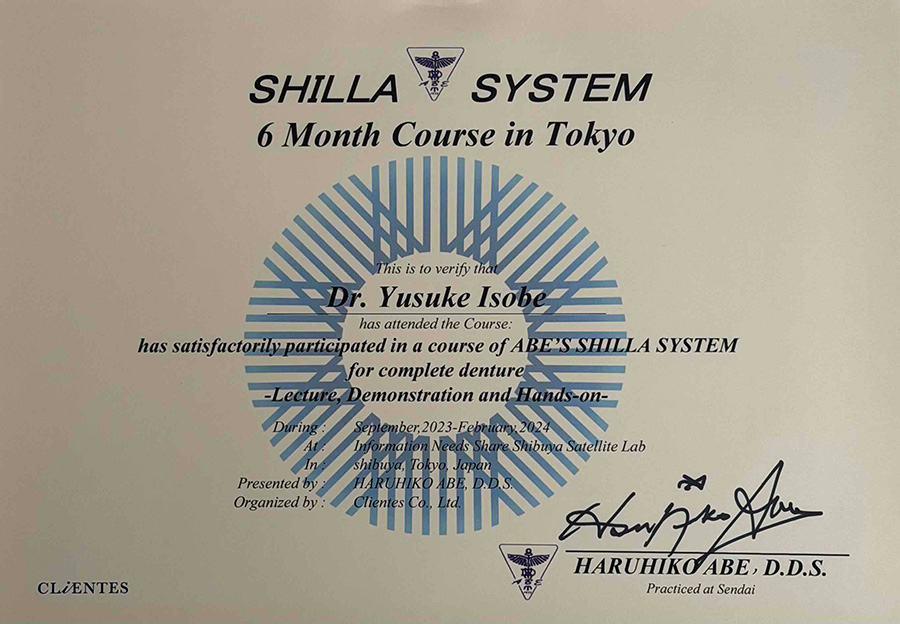 SHILLA SYSTEM
6 Month Course in Tokyo
This is to verify that
Dr. Yusuke Isobe
has attended the Course:
has satisfactorily participated in a course of ABE'S SHILLA SYSTEM
for complete denture
-Lecture, Demonstration and Hands-on-
During : September,2023-February,2024
At : Information Needs Share Shibuya Satellite Lab
In : shibuya, Tokyo, Japan
Presented by : HARUHIKO ABE, D.D.S.
Organized by : Clientes Co., Ltd.
HARUHIKO ABE, D.D.S.
Practiced at Sendai
CLiENTES